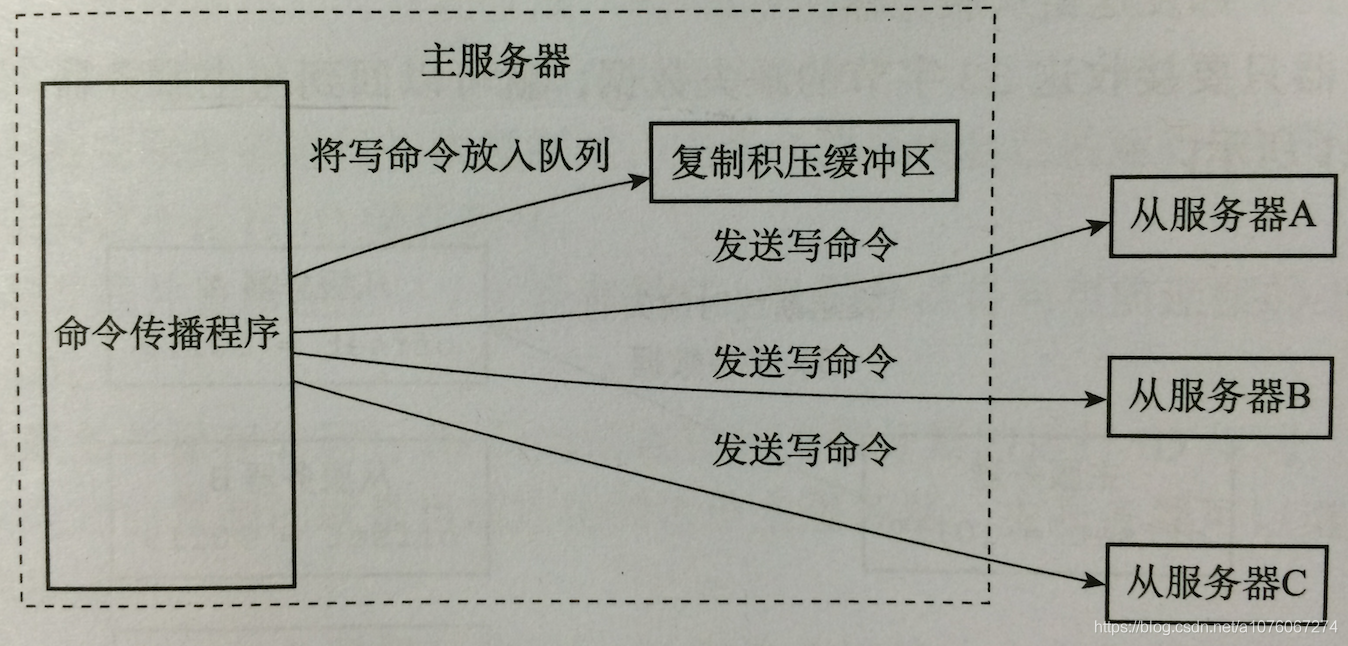 主服务器
将写命令放入队列
复制积压缓冲区
发送写命令
从服务器A
命令传播程序
发送写命令
从服务器B
发送写命令
从服务器C
https://blog.csdn.net/a1076067274